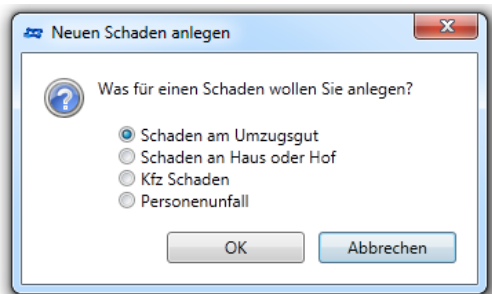 Neuen Schaden anlegen
Was für einen Schaden wollen Sie anlegen?
Schaden am Umzugsgut
Schaden an Haus oder Hof
Kfz Schaden
Personenunfall
OK Abbrechen